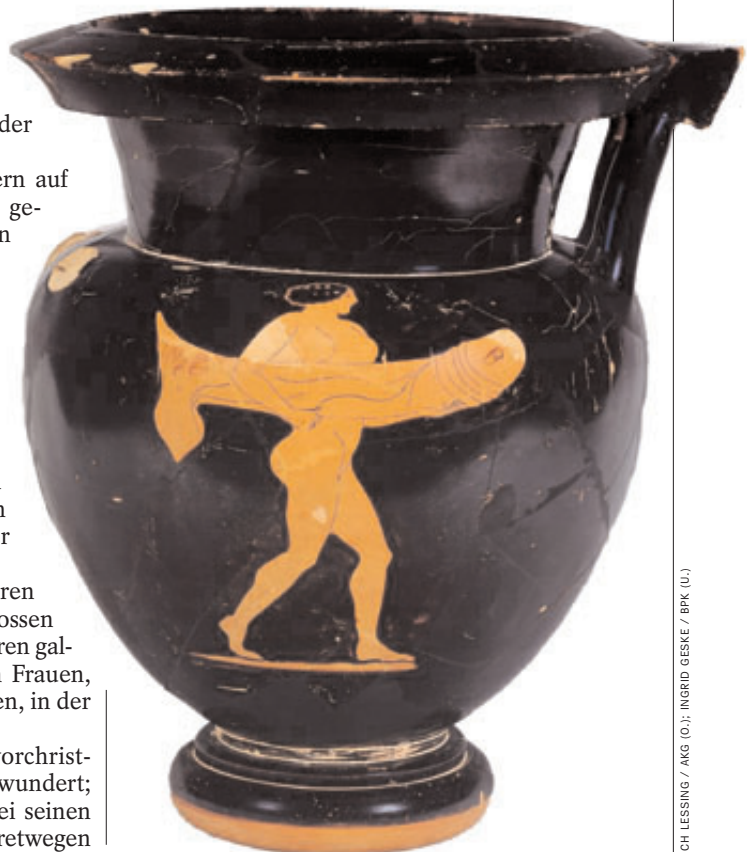 der
ern auf
ge-
n
n
r
ren
ossen
ren gal-
Frauen,
en, in der
vorchrist-
wundert;
ei seinen
retwegen
CH LESSING / AKG (O.); INGRID GESKE / BPK (U.)